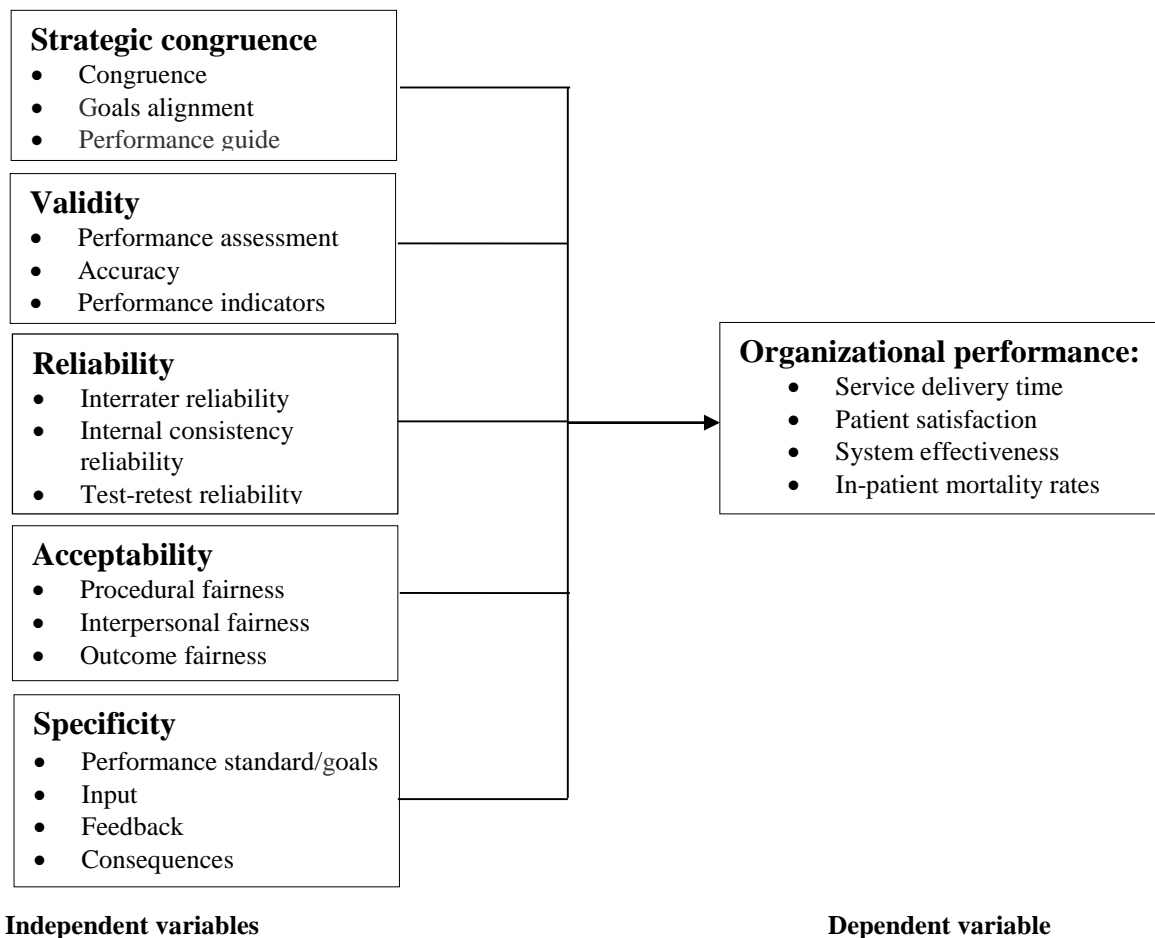 Strategic congruence
• Congruence
• Goals alignment
• Performance guide
Validity
• Performance assessment
• Accuracy
• Performance indicators
Reliability
• Interrater reliability
• Internal consistency
reliability
• Test-retest reliability
Acceptability
• Procedural fairness
• Interpersonal fairness
• Outcome fairness
Specificity
• Performance standard/goals
• Input
• Feedback
• Consequences
Organizational performance:
• Service delivery time
• Patient satisfaction
• System effectiveness
• In-patient mortality rates
Independent variables
Dependent variable